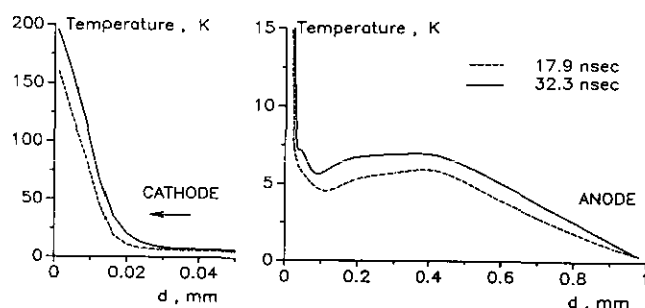 Temperature , K
200
150
100
50
0
CATHODE
0
0.02
0.04
d , mm
Temperature , K
15
10
5
0
17.9 nsec
32.3 nsec
ANODE
0
0.2
0.4
0.6
0.8
1
d , mm